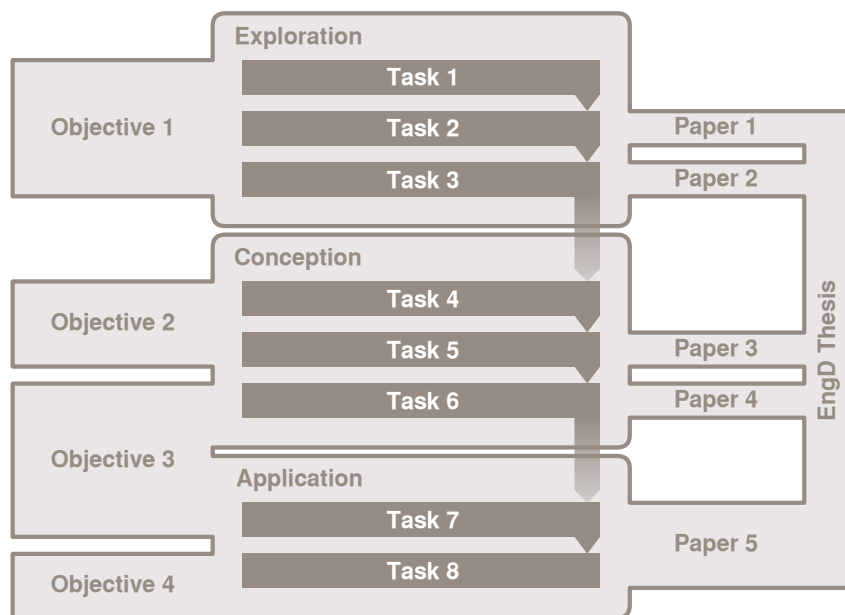 Exploration
Task 1
Objective 1
Task 2
Paper 1
Task 3
Paper 2
Conception
Task 4
Objective 2
Task 5
Paper 3
EngD Thesis
Task 6
Paper 4
Objective 3
Application
Task 7
Paper 5
Task 8
Objective 4